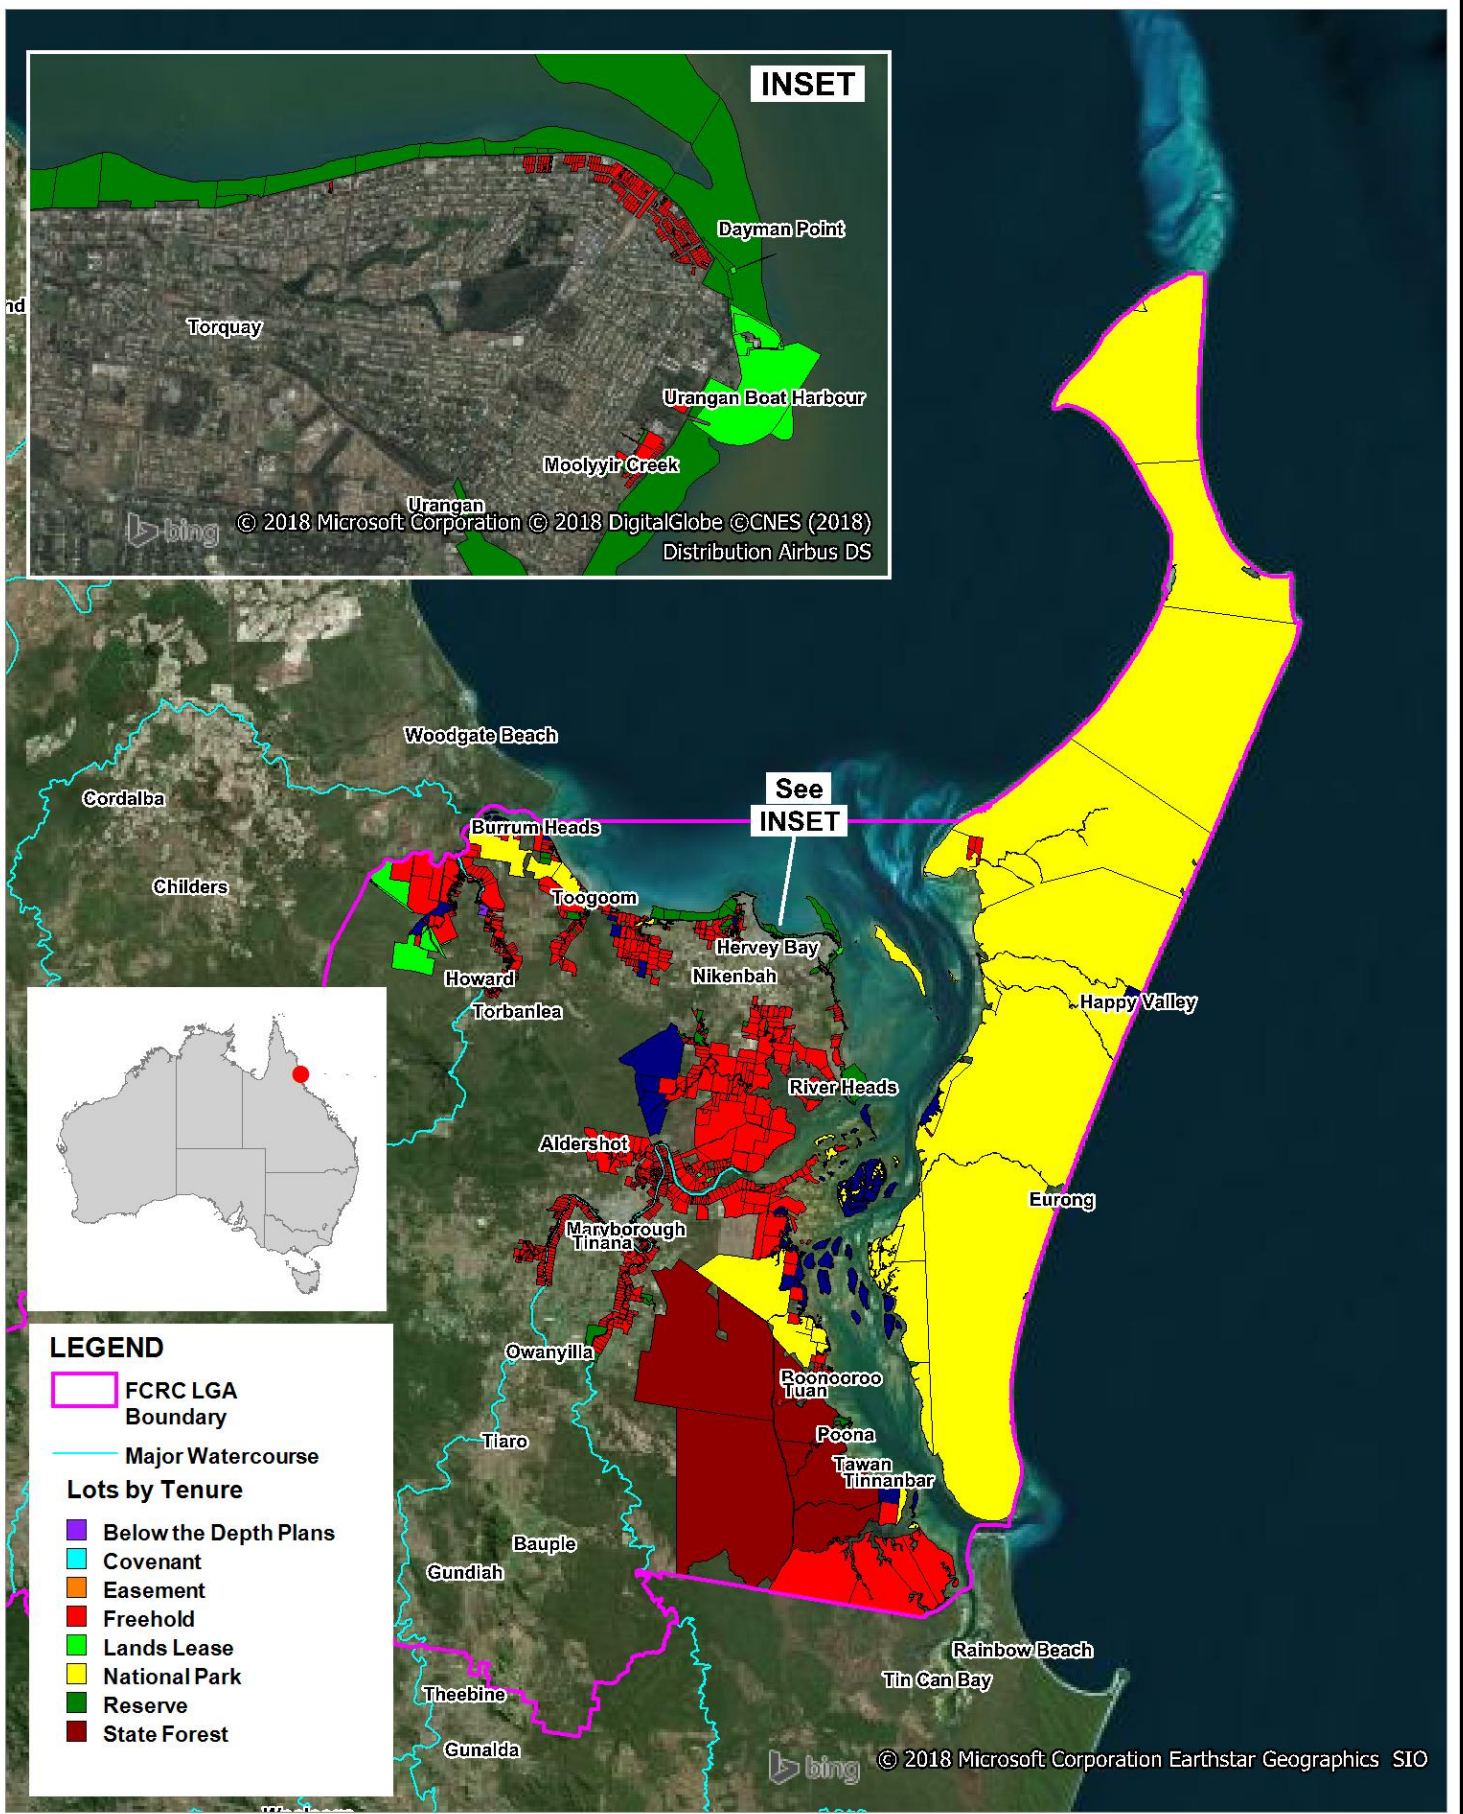 INSET
Dayman Point
nd
Torquay
Urangan Boat Harbour
Moolyyir Creek
Urangan
bing
© 2018 Microsoft Corporation © 2018 DigitalGlobe ©CNES (2018)
Distribution Airbus DS
Woodgate Beach
See
INSET
Cordalba
Burrum Heads
Childers
Toogoom
Hervey Bay
Nikenbah
Howard
Torbanlea
Happy Valley
River Heads
Aldershot
Eurong
Maryborough
Tinana
Owanyilla
Boonooroo
Tuan
Poona
Tiaro
Tawan
Tinnanbar
Bauple
Gundiah
Rainbow Beach
Tin Can Bay
Theebine
Gunalda
LEGEND
FCRC LGA
Boundary
Major Watercourse
Lots by Tenure
Below the Depth Plans
Covenant
Easement
Freehold
Lands Lease
National Park
Reserve
State Forest
bing
© 2018 Microsoft Corporation Earthstar Geographics SIO